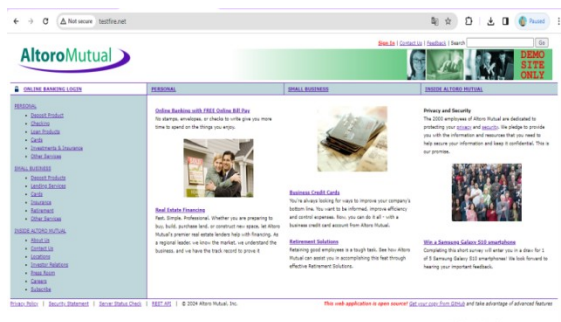 Not secure testfire.net
Paused
Sign In | Contact Us | Feedback | Search
Go
AltoroMutual
DEMO
SITE
ONLY
ONLINE BANKING LOGIN
PERSONAL
SMALL BUSINESS
INSIDE ALTORO MUTUAL
PERSONAL
Deposit Product
Checking
Loan Products
Cards
Investments & Insurance
Other Services
SMALL BUSINESS
Deposit Products
Lending Services
Cards
Insurance
Retirement
Other Services
INSIDE ALTORO MUTUAL
About Us
Contact Us
Locations
Investor Relations
Press Room
Careers
Subscribe
Online Banking with FREE Online Bill Pay
No stamps, envelopes, or checks to write give you more
time to spend on the things you enjoy.
Real Estate Financing
Fast. Simple. Professional. Whether you are preparing to
buy, build, purchase land, or construct new space, let Altoro
Mutual's premier real estate lenders help with financing. As
a regional leader, we know the market, we understand the
business, and we have the track record to prove it
Business Credit Cards
You're always looking for ways to improve your company's
bottom line. You want to be informed, improve efficiency
and control expenses. Now, you can do it all - with a
business credit card account from Altoro Mutual.
Retirement Solutions
Retaining good employees is a tough task. See how Altoro
Mutual can assist you in accomplishing this feat through
effective Retirement Solutions.
Privacy and Security
The 2000 employees of Altoro Mutual are dedicated to
protecting your privacy and security. We pledge to provide
you with the information and resources that you need to
help secure your information and keep it confidential. This is
our promise.
Win a Samsung Galaxy S10 smartphone
Completing this short survey will enter you in a draw for 1
of 5 Samsung Galaxy S10 smartphones! We look forward to
hearing your important feedback.
Privacy Policy | Security Statement | Server Status Check | REST API | © 2024 Altoro Mutual, Inc.
This web application is open source! Get your copy from GitHub and take advantage of advanced features